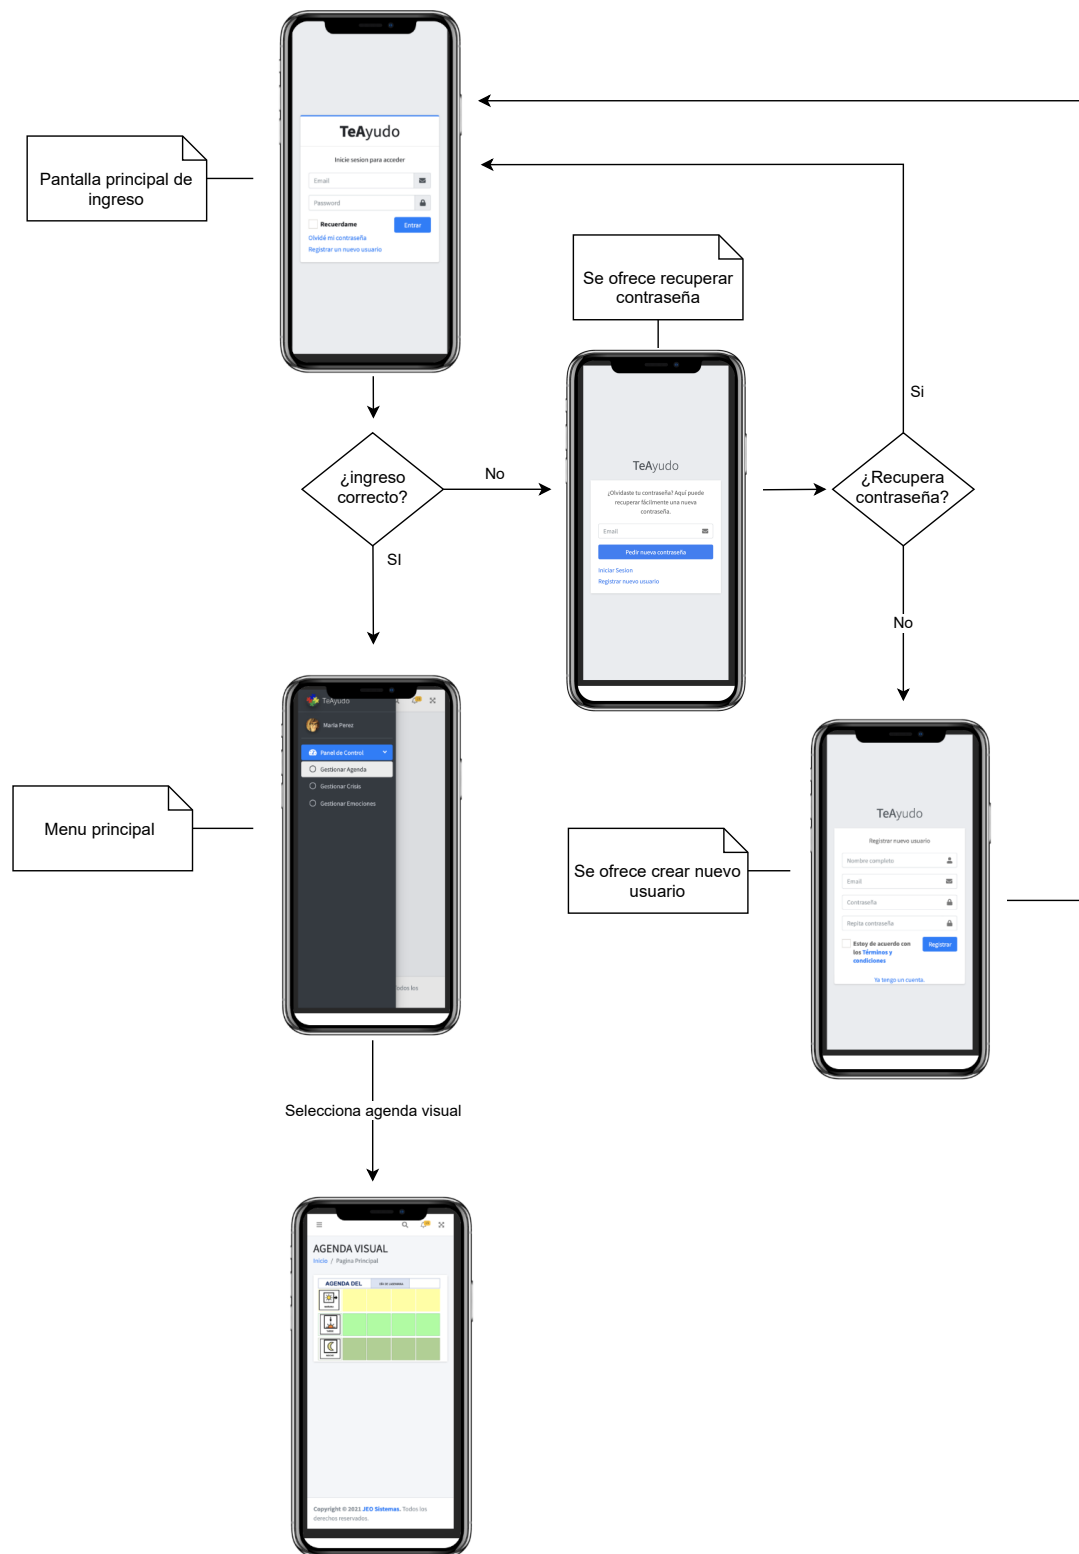 TeAyudo
Inicie sesion para acceder
Email
Password
Recuerdame
Entrar
Olvidé mi contraseña
Registrar un nuevo usuario
Pantalla principal de
ingreso
Se ofrece recuperar
contraseña
TeAyudo
¿Olvidaste tu contraseña? Aquí puede
recuperar fácilmente una nueva
contraseña.
Email
Pedir nueva contraseña
Iniciar Sesion
Registrar nuevo usuario
Si
¿ingreso
correcto?
No
¿Recupera
contraseña?
SI
No
TeAyudo
Marta Perez
Panel de Control
Gestionar Agenda
Gestionar Crisis
Gestionar Emociones
Todos los
Menu principal
Se ofrece crear nuevo
usuario
TeAyudo
Registrar nuevo usuario
Nombre completo
Email
Contraseña
Repita contraseña
Estoy de acuerdo con
los Términos y
condiciones
Registrar
Ya tengo un cuenta.
Selecciona agenda visual
AGENDA VISUAL
Inicio / Pagina Principal
AGENDA DEL
Copyright © 2021 JEO Sistemas. Todos los
derechos reservados.